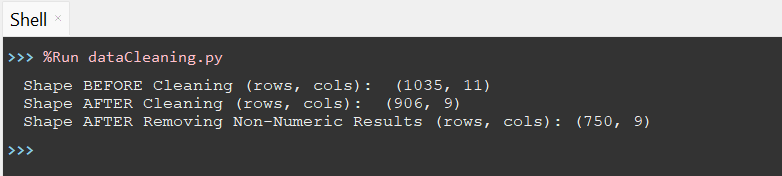 Shell ×
>>> %Run dataCleaning.py
Shape BEFORE Cleaning (rows, cols):  (1035, 11)
Shape AFTER Cleaning (rows, cols):  (906, 9)
Shape AFTER Removing Non-Numeric Results (rows, cols): (750, 9)
>>>